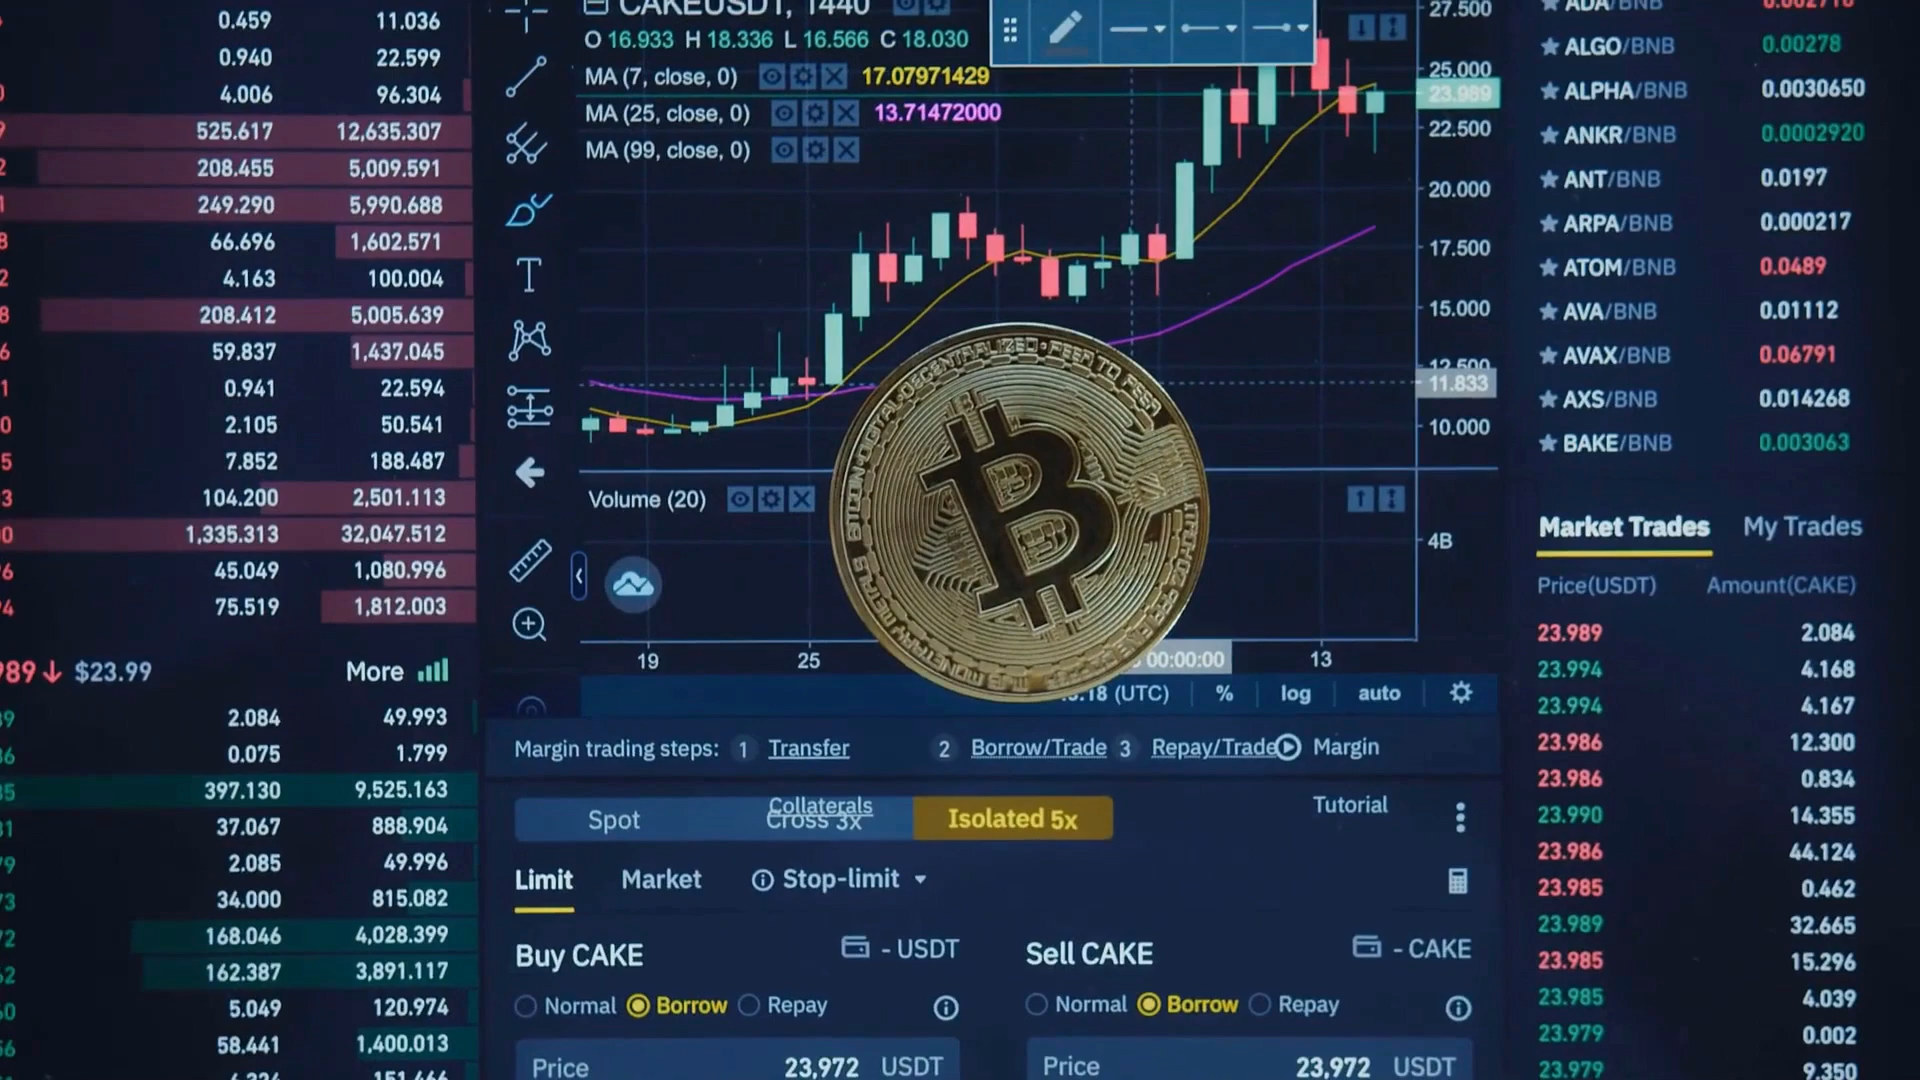 0.459 11.036
0.940 22.599
4.006 96.304
525.617 12,635.307
208.455 5,009.591
249.290 5,990.688
66.696 1,602.571
4.163 100.004
208.412 5,005.639
59.837 1,437.045
0.941 22.594
2.105 50.541
7.852 188.487
104.200 2,501.113
1,335.313 32,047.512
45.049 1,080.996
75.519 1,812.003
989↓ $23.99 More
2.084 49.993
0.075 1.799
397.130 9,525.163
37.067 888.904
2.085 49.996
34.000 815.082
168.046 4,028.399
162.387 3,891.117
5.049 120.974
58.441 1,400.013
CAKEUSDT, 1440
O 16.933 H 18.336 L 16.566 C 18.030
MA (7, close, 0) 17.07971429
MA (25, close, 0) 13.71472000
MA (99, close, 0)
27.500
25.000
23.989
22.500
20.000
17.500
15.000
12.500
11.833
10.000
BITCOIN·DIGITAL·DECENTRALIZED·PEER TO PEER
Volume (20)
4B
19 25 00:00:00 13
(UTC) % log auto
Margin trading steps: 1 Transfer 2 Borrow/Trade 3 Repay/Trade Margin
Collaterals Tutorial
Spot Cross 3x Isolated 5x
Limit Market Stop-limit
Buy CAKE - USDT Sell CAKE - CAKE
Normal Borrow Repay Normal Borrow Repay
Price 23,972 USDT Price 23,972 USDT
ADA/BNB
ALGO/BNB 0.00278
ALPHA/BNB 0.0030650
ANKR/BNB 0.0002920
ANT/BNB 0.0197
ARPA/BNB 0.000217
ATOM/BNB 0.0489
AVA/BNB 0.01112
AVAX/BNB 0.06791
AXS/BNB 0.014268
BAKE/BNB 0.003063
Market Trades My Trades
Price(USDT) Amount(CAKE)
23.989 2.084
23.994 4.168
23.994 4.167
23.986 12.300
23.986 0.834
23.990 14.355
23.986 44.124
23.985 0.462
23.989 32.665
23.985 15.296
23.985 4.039
23.979 0.002
23.979 9.350